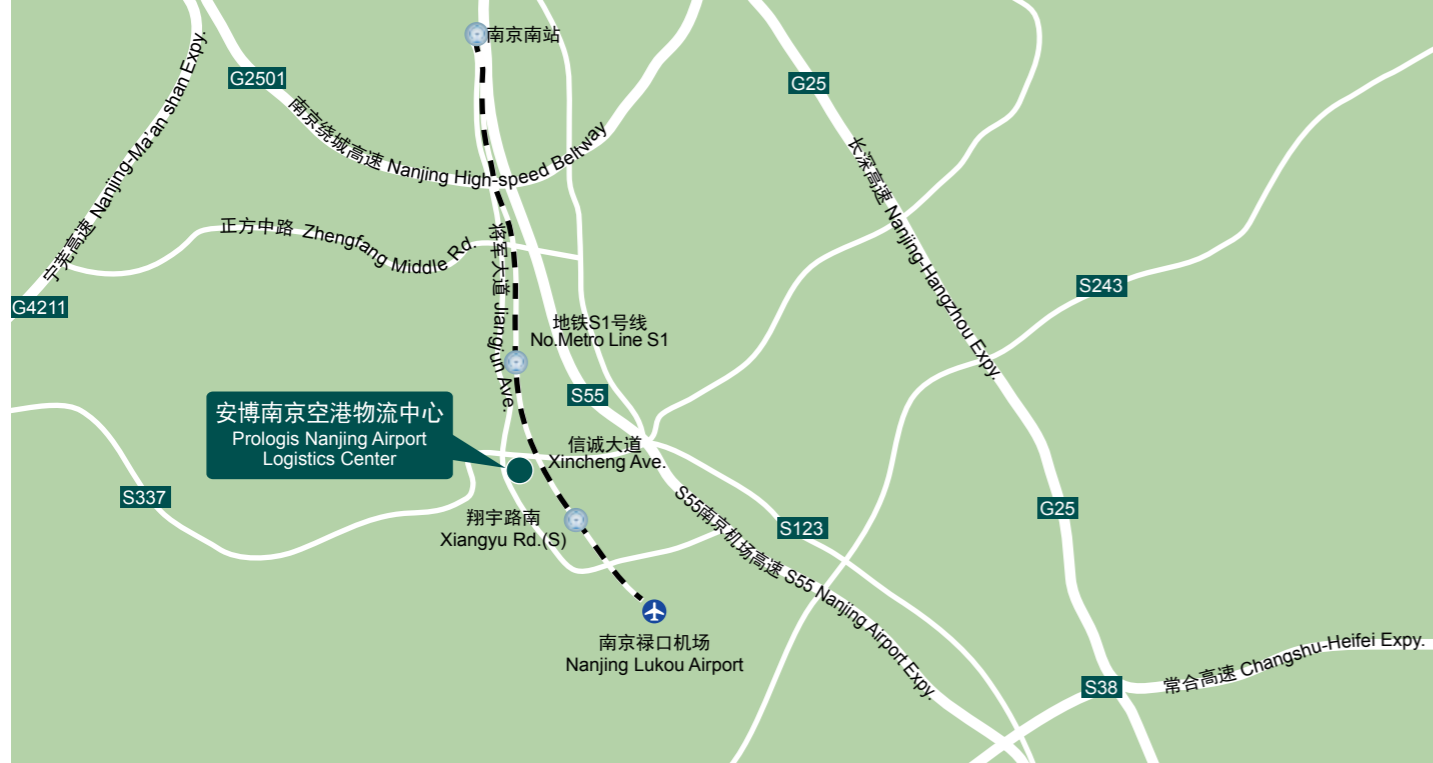 南京南站
G2501
G25
南京绕城高速 Nanjing High-speed Beltway
宁芜高速 Nanjing-Ma'an shan Expy.
长深高速 Nanjing-Hangzhou Expy.
正方中路 Zhengfang Middle Rd.
将军大道 Jiangjun Ave.
S243
G4211
地铁S1号线
No.Metro Line S1
S55
安博南京空港物流中心
Prologis Nanjing Airport
Logistics Center
信诚大道
Xincheng Ave.
S337
G25
翔宇路南
Xiangyu Rd.(S)
S123
S55南京机场高速 S55 Nanjing Airport Expy.
南京禄口机场
Nanjing Lukou Airport
常合高速 Changshu-Heifei Expy.
S38